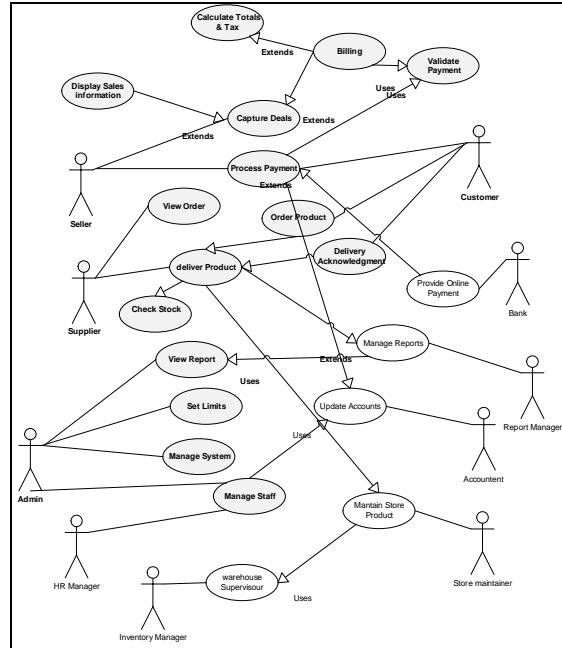 Calculate Totals
& Tax
Extends
Billing
Validate
Payment
Uses
Uses
Display Sales
information
Capture Deals
Extends
Extends
Process Payment
Extends
Seller
Customer
View Order
Order Product
Delivery
Acknowledgment
deliver Product
Supplier
Check Stock
Provide Online
Payment
Bank
Manage Reports
View Report
Extends
Uses
Report Manager
Set Limits
Update Accounts
Uses
Accountent
Manage System
Admin
Manage Staff
Mantain Store
Product
HR Manager
Store maintainer
warehouse
Supervisour
Uses
Inventory Manager